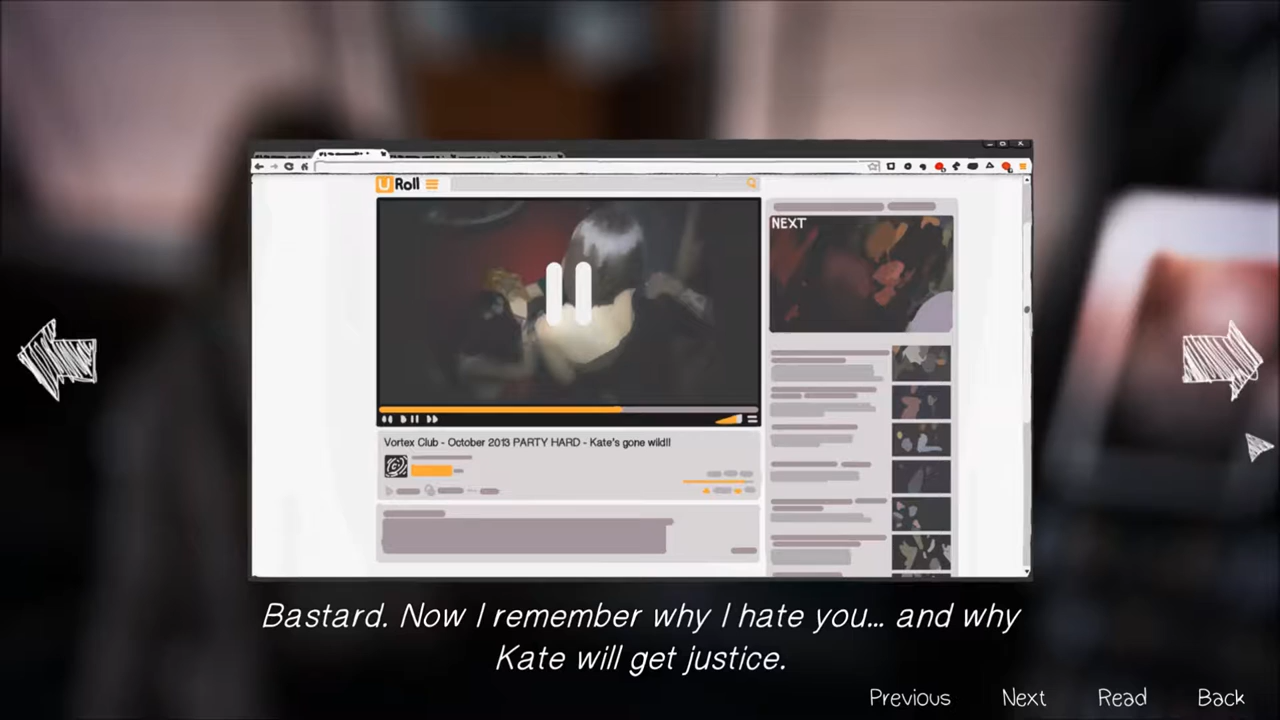 U Roll
NEXT
Vortex Club - October 2013 PARTY HARD - Kate's gone wild!!
Bastard. Now I remember why I hate you... and why
Kate will get justice.
Previous Next Read Back